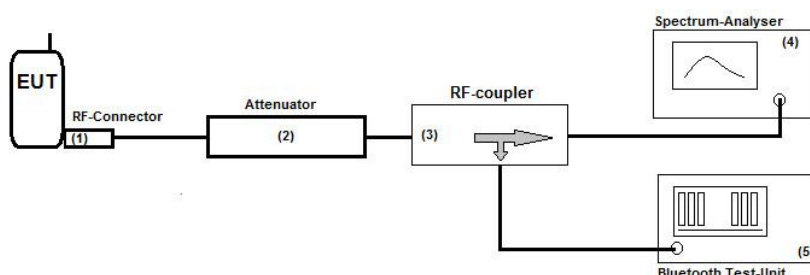 Spectrum-Analyser
(4)
EUT
RF-Connector
(1)
Attenuator
(2)
RF-coupler
(3)
(5
Bluetooth Test-Unit